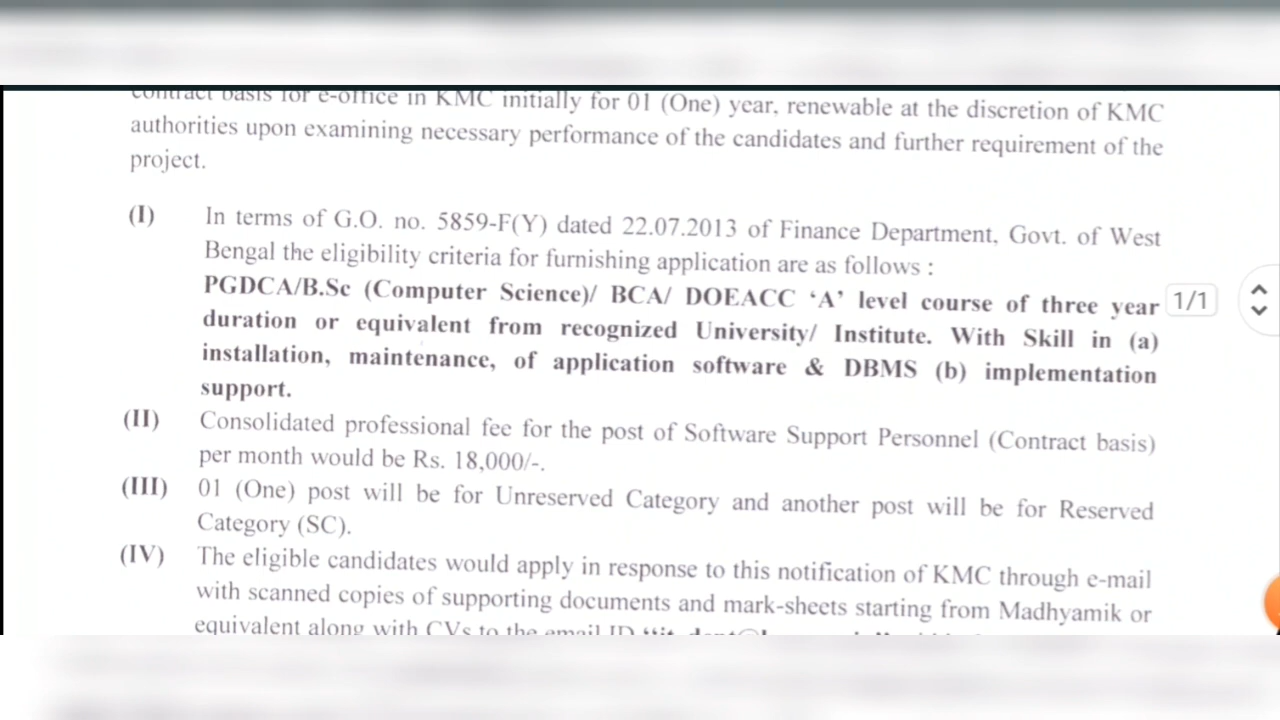 contract basis for e-office in KMC initially for 01 (One) year, renewable at the discretion of KMC
authorities upon examining necessary performance of the candidates and further requirement of the
project.
(I) In terms of G.O. no. 5859-F(Y) dated 22.07.2013 of Finance Department, Govt. of West
Bengal the eligibility criteria for furnishing application are as follows :
PGDCA/B.Sc (Computer Science)/ BCA/ DOEACC ‘A’ level course of three year
1/1
duration or equivalent from recognized University/ Institute. With Skill in (a)
installation, maintenance, of application software & DBMS (b) implementation
support.
(II) Consolidated professional fee for the post of Software Support Personnel (Contract basis)
per month would be Rs. 18,000/-.
(III) 01 (One) post will be for Unreserved Category and another post will be for Reserved
Category (SC).
(IV) The eligible candidates would apply in response to this notification of KMC through e-mail
with scanned copies of supporting documents and mark-sheets starting from Madhyamik or
equivalent along with CVs to the email ID